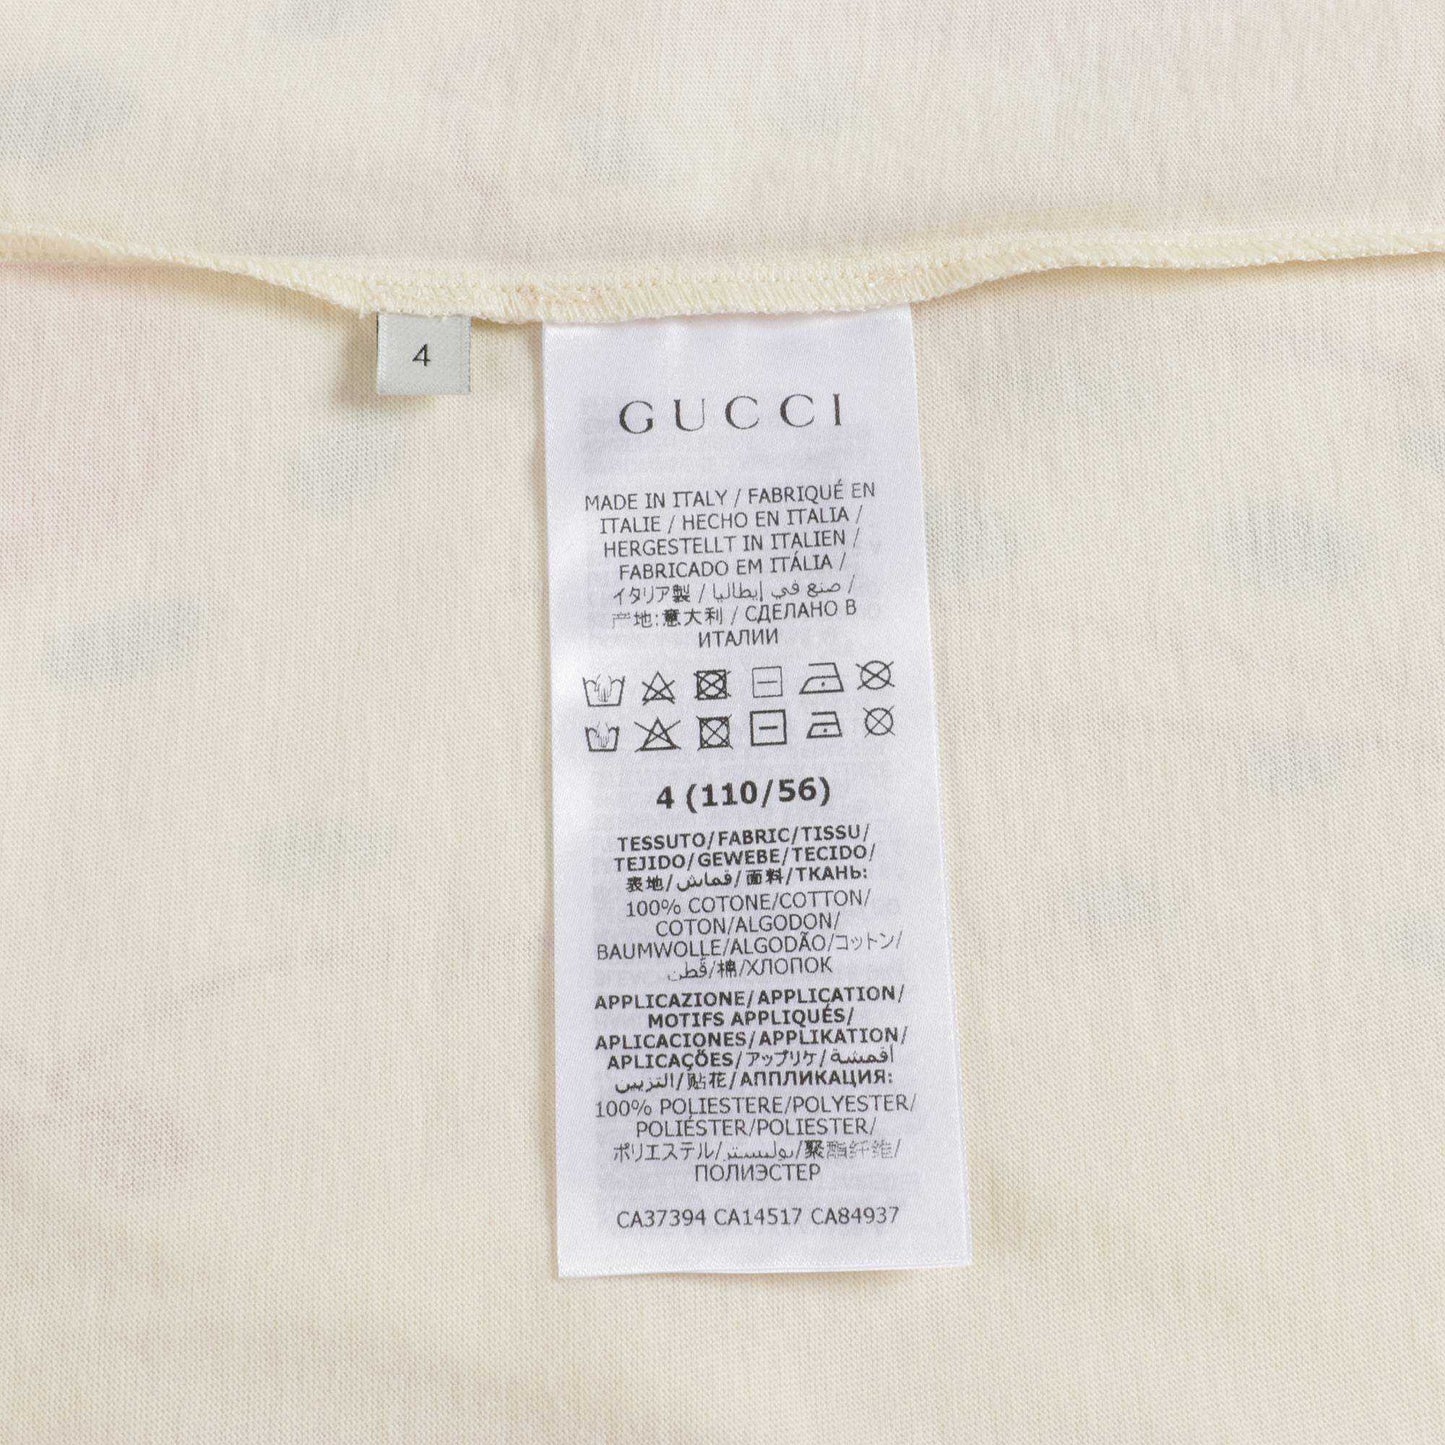 4
GUCCI
MADE IN ITALY / FABRIQUÉ EN
ITALIE / HECHO EN ITALIA /
HERGESTELLT IN ITALIEN /
FABRICADO EM ITÁLIA /
イタリア製 / صنع في إيطاليا /
产地:意大利 / СДЕЛАНО В
ИТАЛИИ
4 (110/56)
TESSUTO/FABRIC/TISSU/
TEJIDO/GEWEBE/TECIDO/
表地/قماش/面料/ТКАНЬ:
100% COTONE/COTTON/
COTON/ALGODON/
BAUMWOLLE/ALGODÃO/コットン/
قطن/棉/ХЛОПОК
APPLICAZIONE/APPLICATION/
MOTIFS APPLIQUÉS/
APLICACIONES/APPLIKATION/
APLICAÇÕES/アップリケ/أقمشة
التزيين/贴花/АППЛИКАЦИЯ:
100% POLIESTERE/POLYESTER/
POLIÉSTER/POLIESTER/
ポリエステル/بوليستر/聚酯纤维/
ПОЛИЭСТЕР
CA37394 CA14517 CA84937